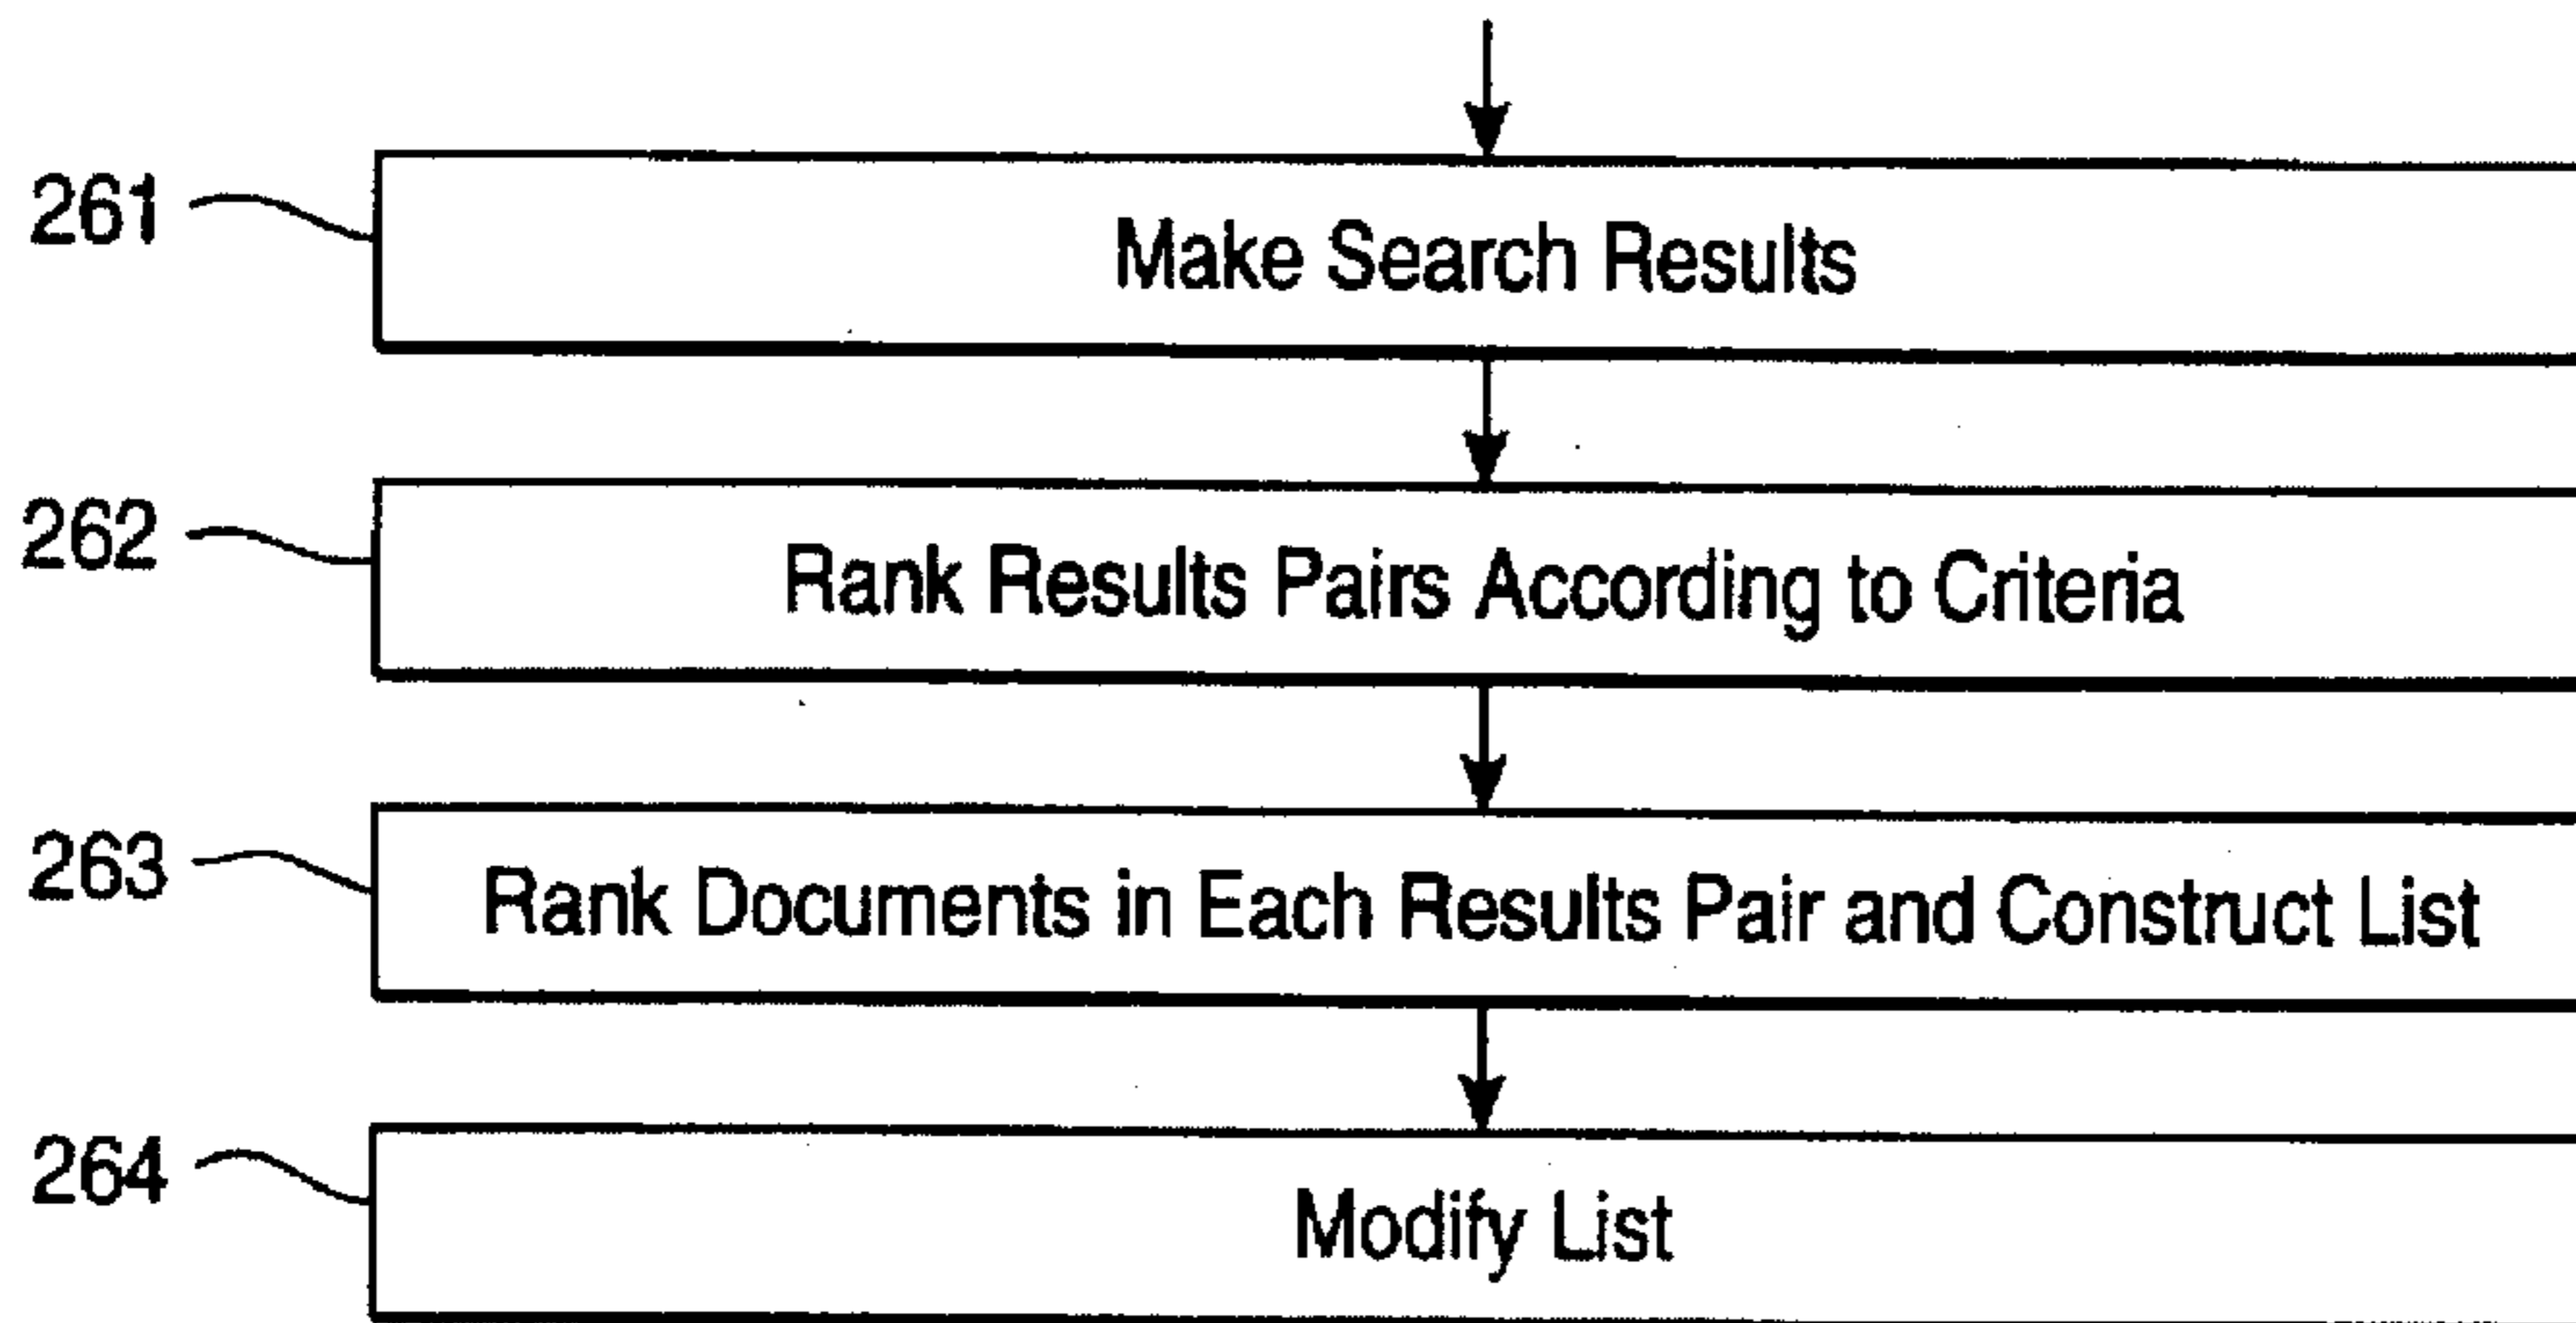 261
Make Search Results
262
Rank Results Pairs According to Criteria
263
Rank Documents in Each Results Pair and Construct List
264
Modify List